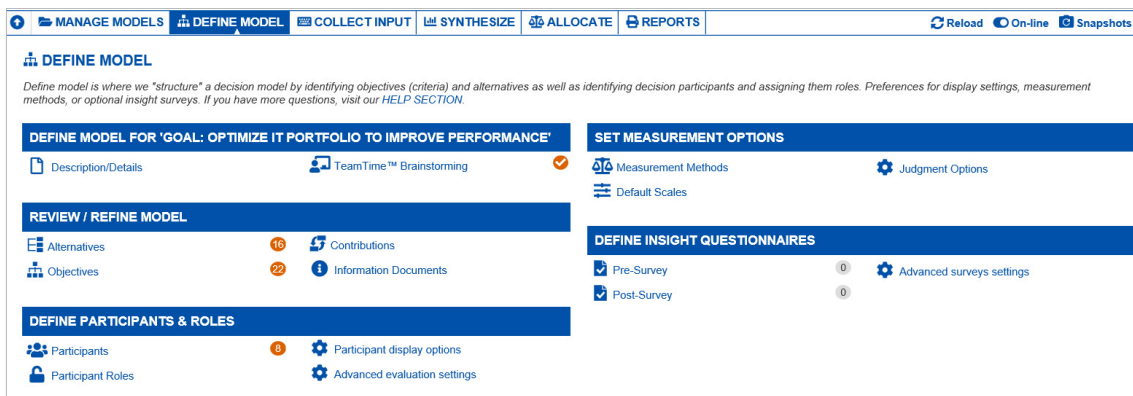 MANAGE MODELS DEFINE MODEL COLLECT INPUT SYNTHESIZE ALLOCATE REPORTS Reload On-line Snapshots
DEFINE MODEL
Define model is where we "structure" a decision model by identifying objectives (criteria) and alternatives as well as identifying decision participants and assigning them roles. Preferences for display settings, measurement
methods, or optional insight surveys. If you have more questions, visit our HELP SECTION.
DEFINE MODEL FOR 'GOAL: OPTIMIZE IT PORTFOLIO TO IMPROVE PERFORMANCE'
Description/Details TeamTime™ Brainstorming
REVIEW / REFINE MODEL
Alternatives 16 Contributions
Objectives 22 Information Documents
DEFINE PARTICIPANTS & ROLES
Participants 8 Participant display options
Participant Roles Advanced evaluation settings
SET MEASUREMENT OPTIONS
Measurement Methods Judgment Options
Default Scales
DEFINE INSIGHT QUESTIONNAIRES
Pre-Survey 0 Advanced surveys settings
Post-Survey 0